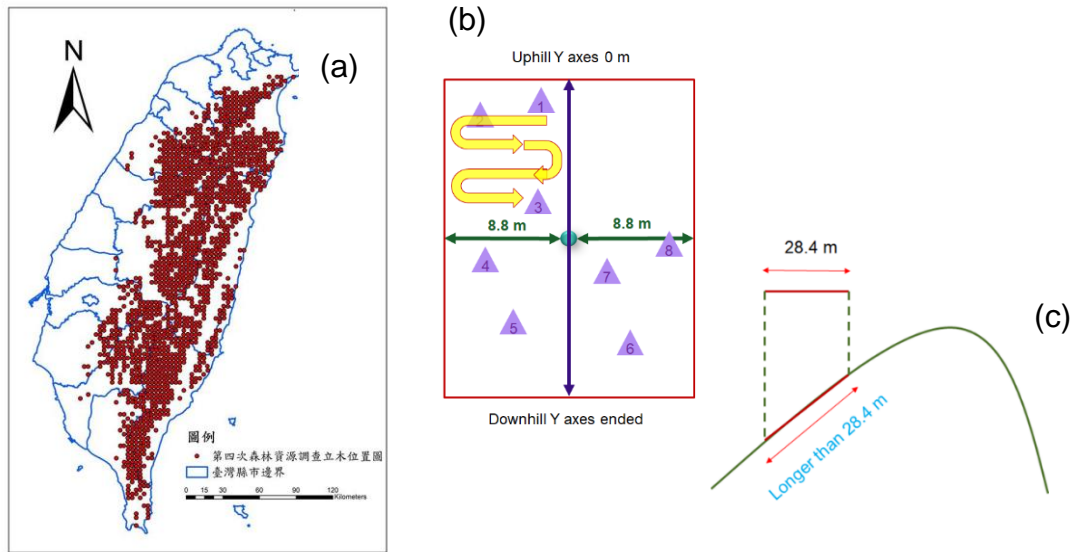 N
(a)
圖例
第四次森林資源調查立木位置圖
臺灣縣市邊界
0 15 30 60 90 120
Kilometers
(b)
Uphill Y axes 0 m
1
2
3
8.8 m
8.8 m
4
5
6
7
8
Downhill Y axes ended
28.4 m
(c)
Longer than 28.4 m